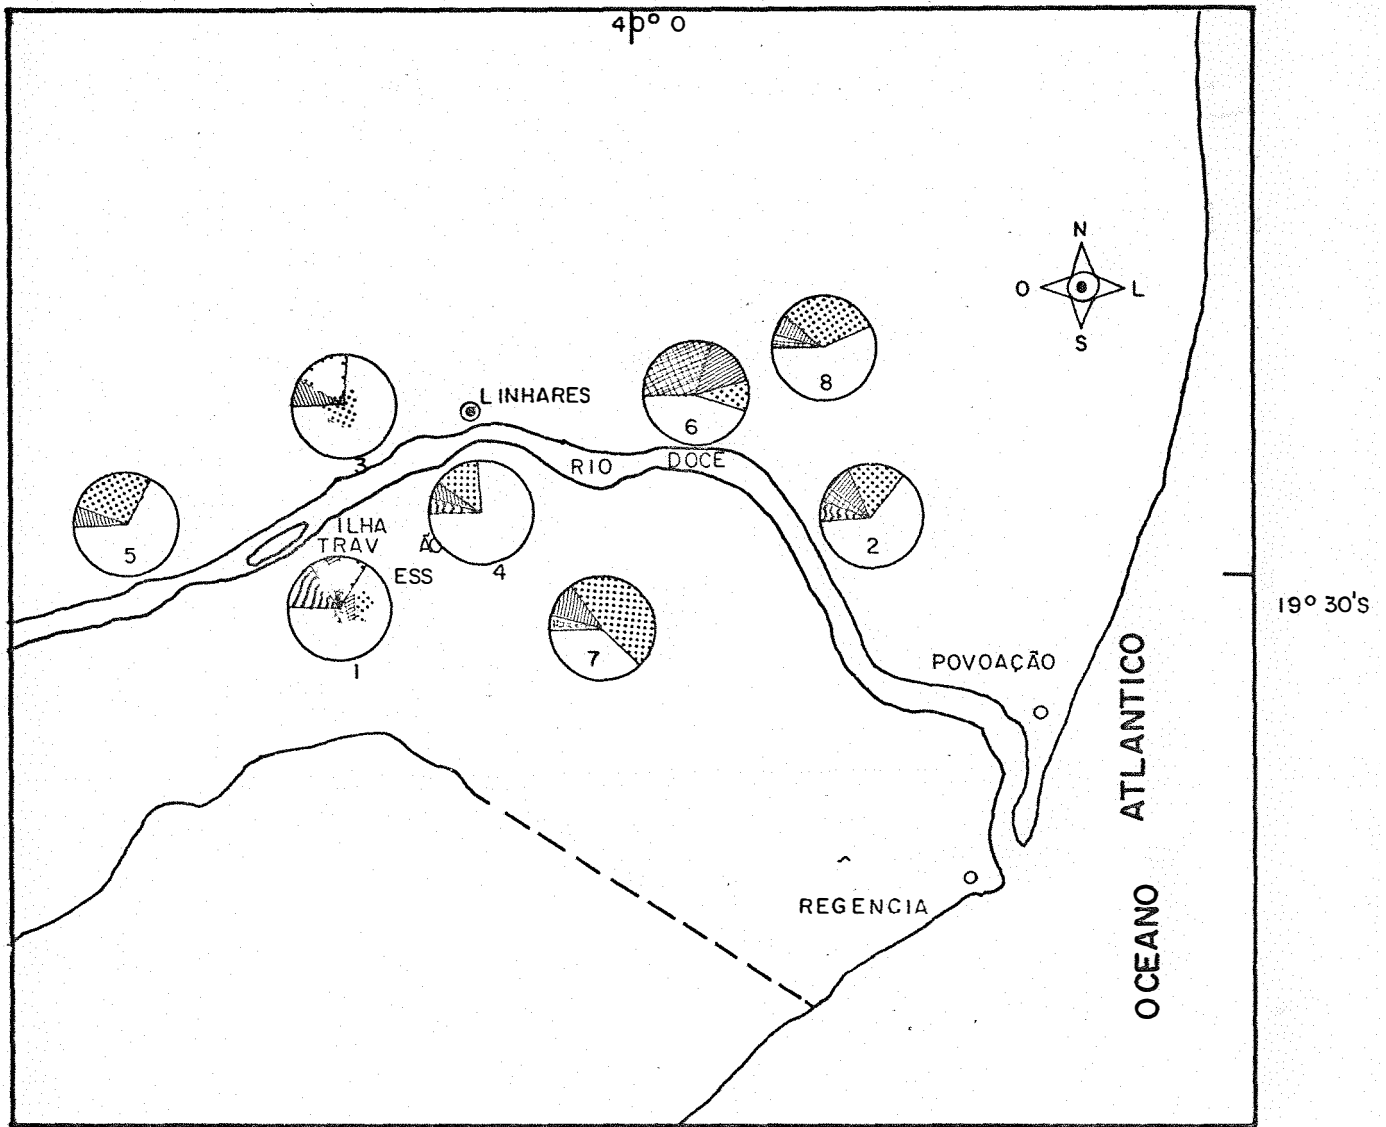 40° O
N
O L
S
8
LINHARES
6
3
RIO DOCE
ILHA
TRAV ÃO
ESS
5
4
2
19° 30'S
1
7
POVOAÇÃO
REGENCIA
OCEANO ATLANTICO